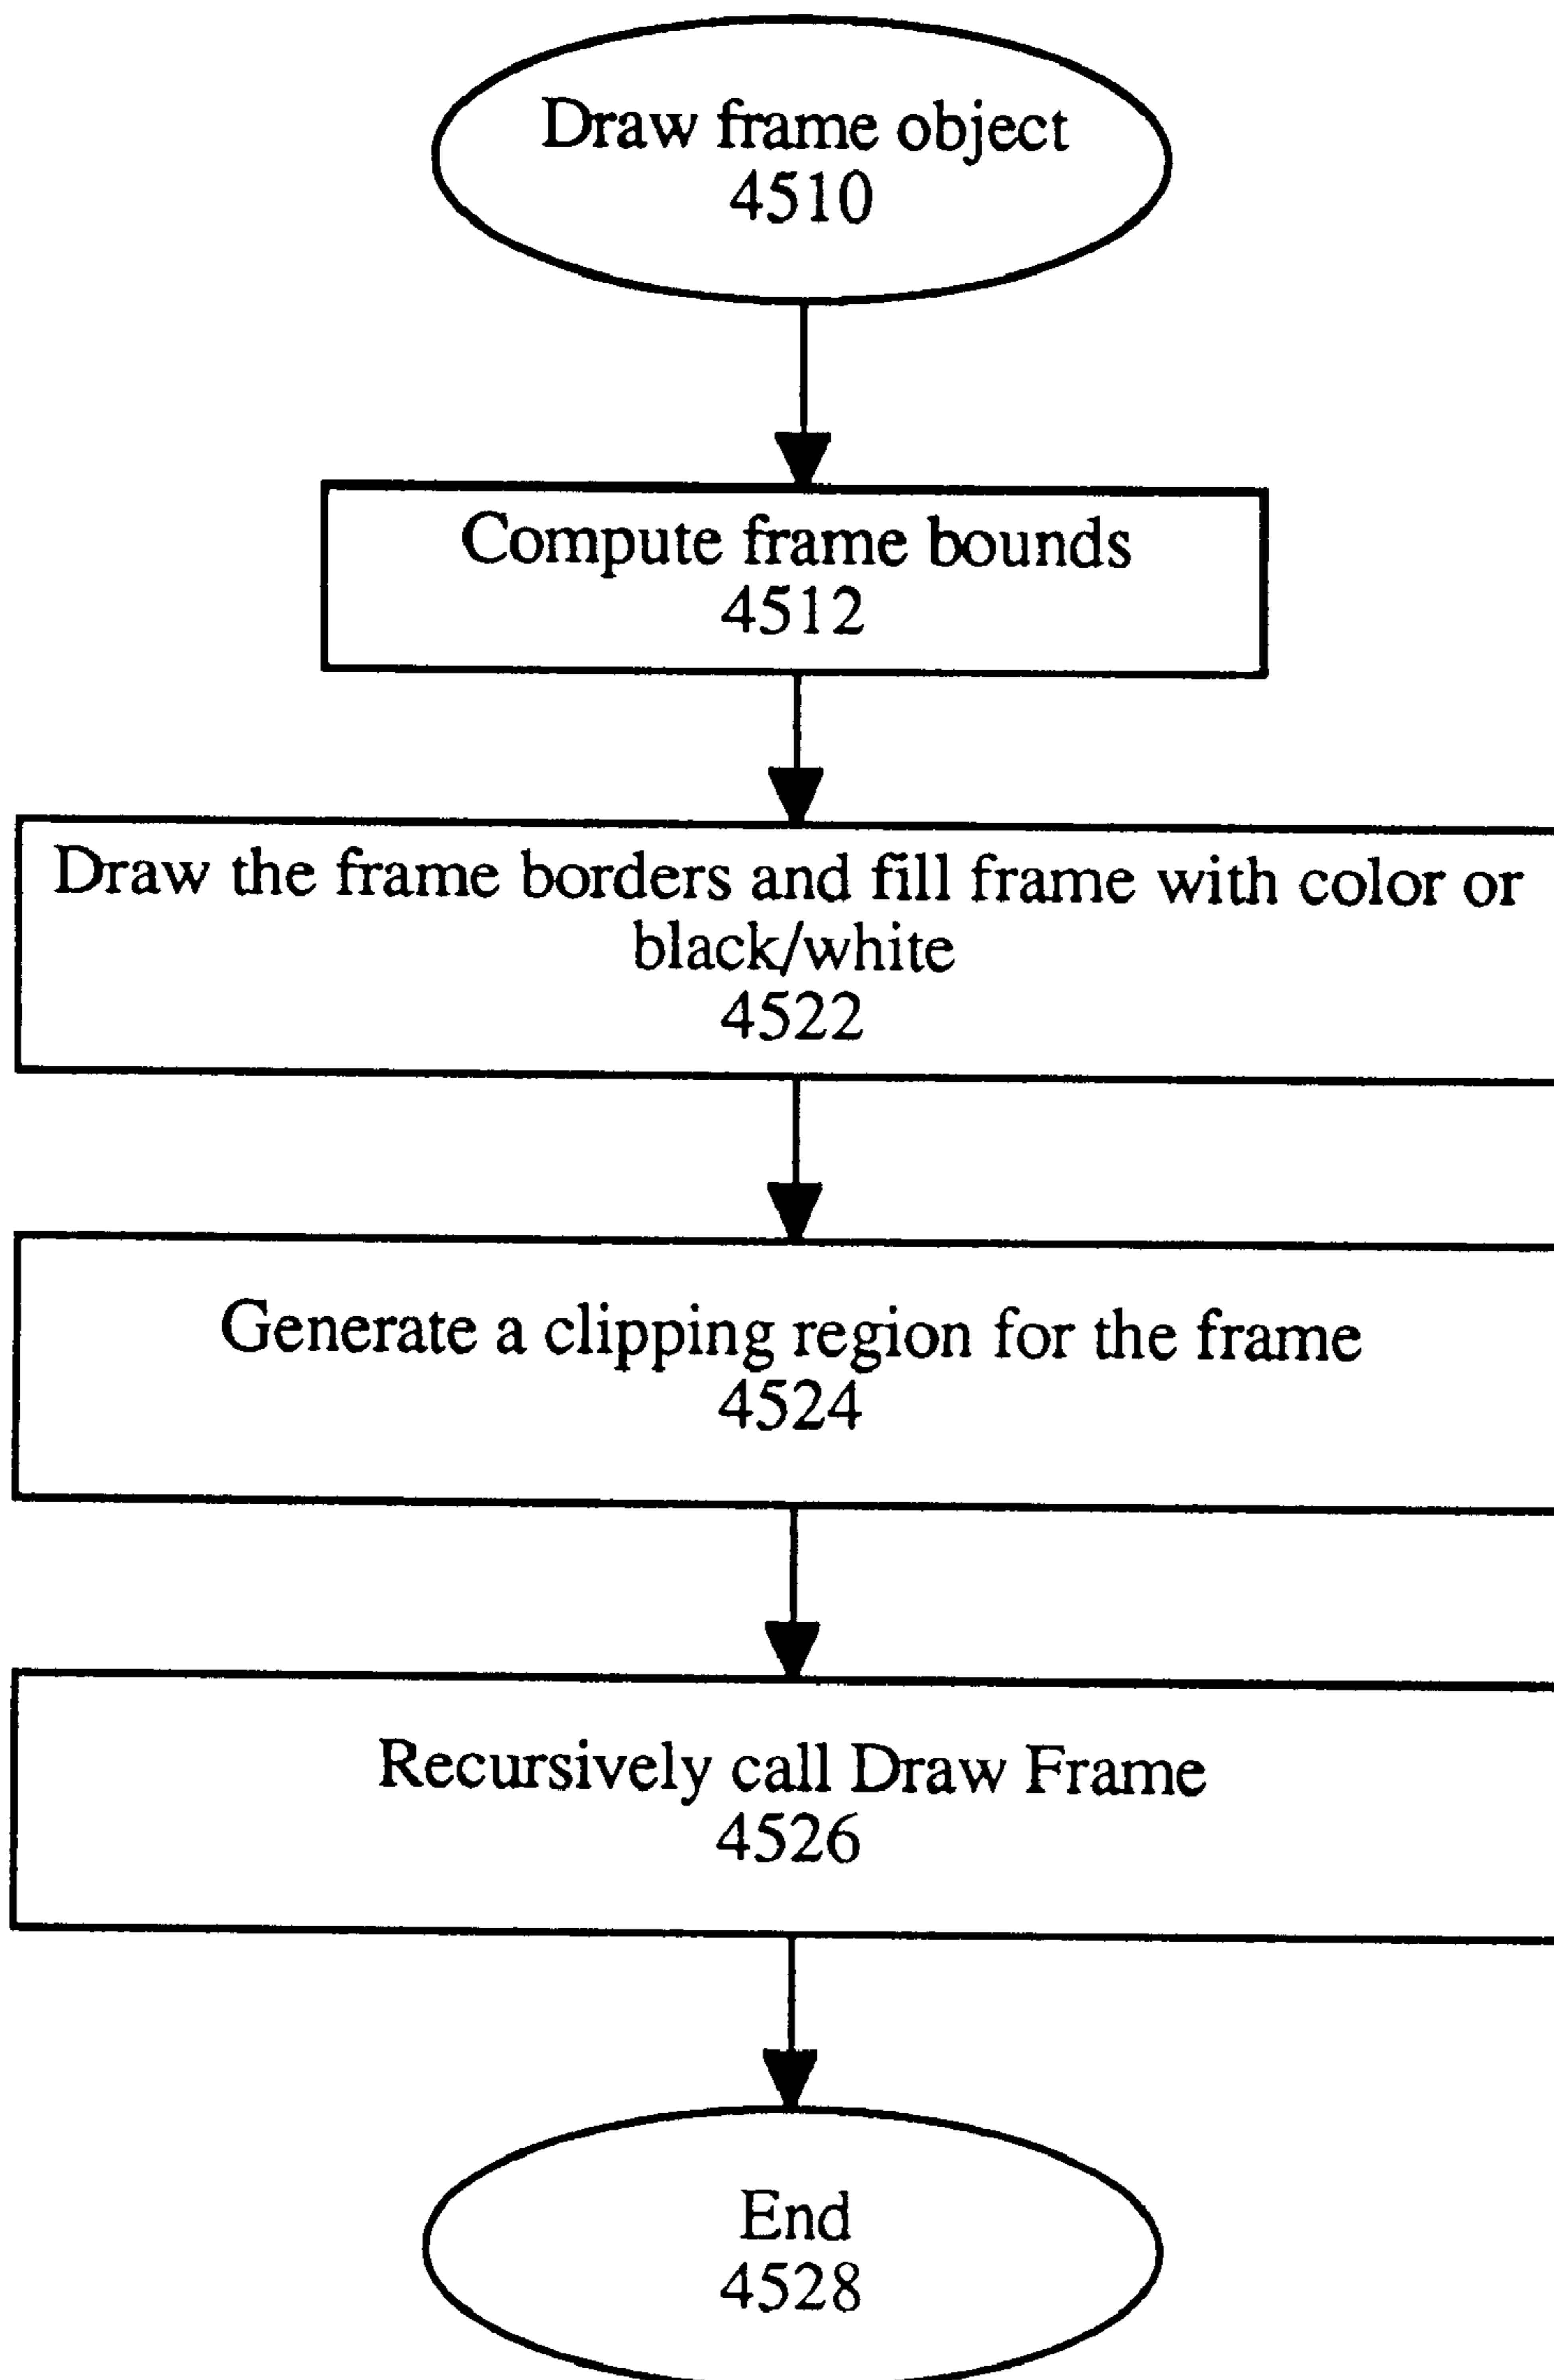 Draw frame object
4510
Compute frame bounds
4512
Draw the frame borders and fill frame with color or
black/white
4522
Generate a clipping region for the frame
4524
Recursively call Draw Frame
4526
End
4528